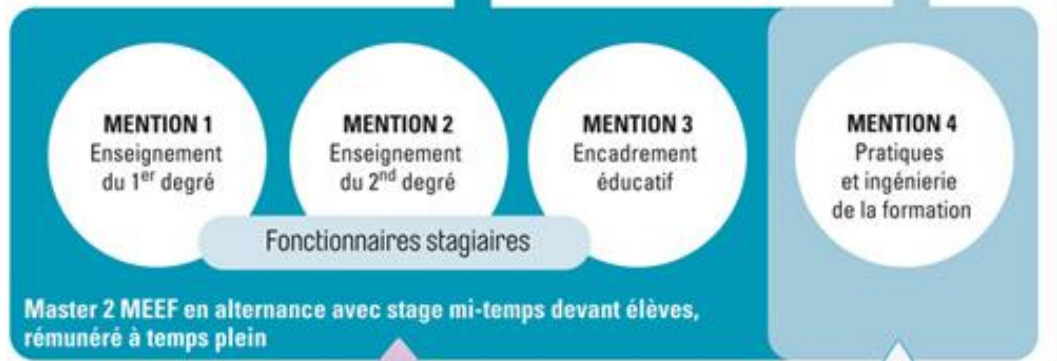 MENTION 1
Enseignement
du 1er degré
MENTION 2
Enseignement
du 2nd degré
MENTION 3
Encadrement
éducatif
MENTION 4
Pratiques
et ingénierie
de la formation
Fonctionnaires stagiaires
Master 2 MEEF en alternance avec stage mi-temps devant élèves,
rémunéré à temps plein